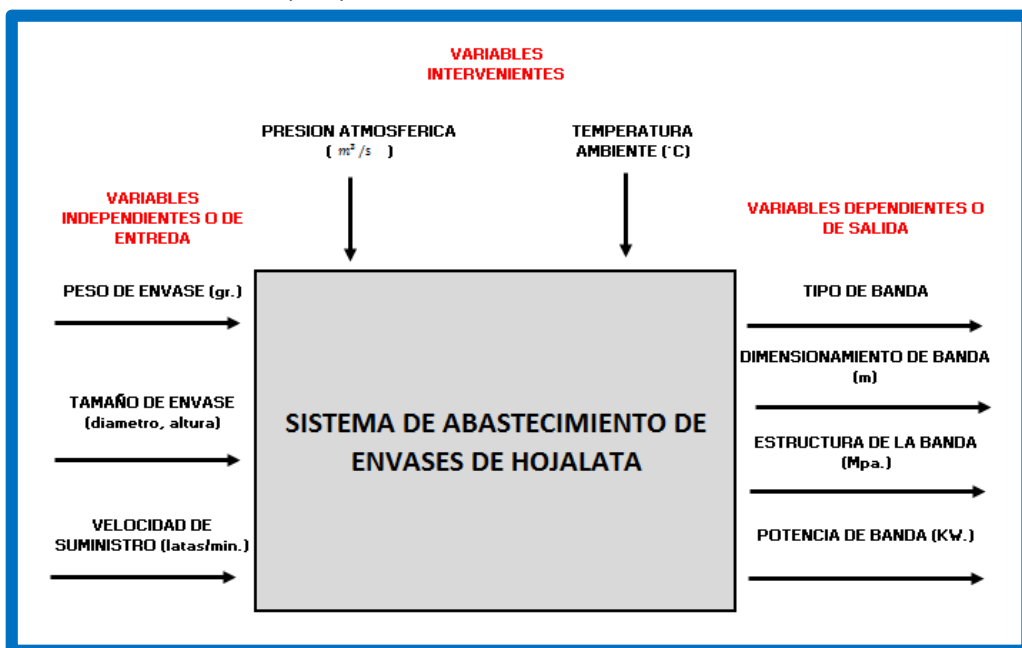 VARIABLES
INTERVENIENTES
PRESION ATMOSFERICA
( m²/s )
TEMPERATURA
AMBIENTE (°C)
VARIABLES
INDEPENDIENTES O DE
ENTREDA
PESO DE ENVASE (gr.)
TAMAÑO DE ENVASE
(diametro, altura)
VELOCIDAD DE
SUMINISTRO (latas/min.)
SISTEMA DE ABASTECIMIENTO DE
ENVASES DE HOJALATA
VARIABLES DEPENDIENTES O
DE SALIDA
TIPO DE BANDA
DIMENSIONAMIENTO DE BANDA
(m)
ESTRUCTURA DE LA BANDA
(Mpa.)
POTENCIA DE BANDA (KW.)